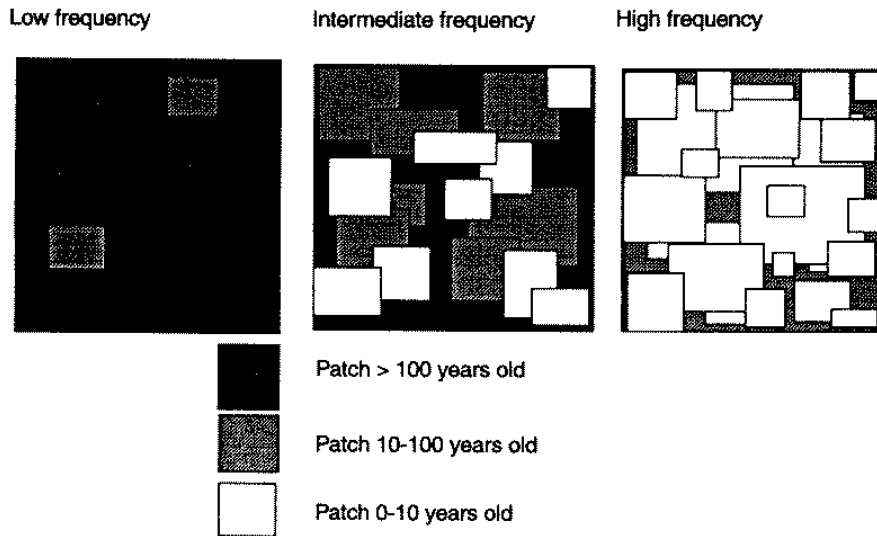 Low frequency
Intermediate frequency
High frequency
Patch > 100 years old
Patch 10-100 years old
Patch 0-10 years old